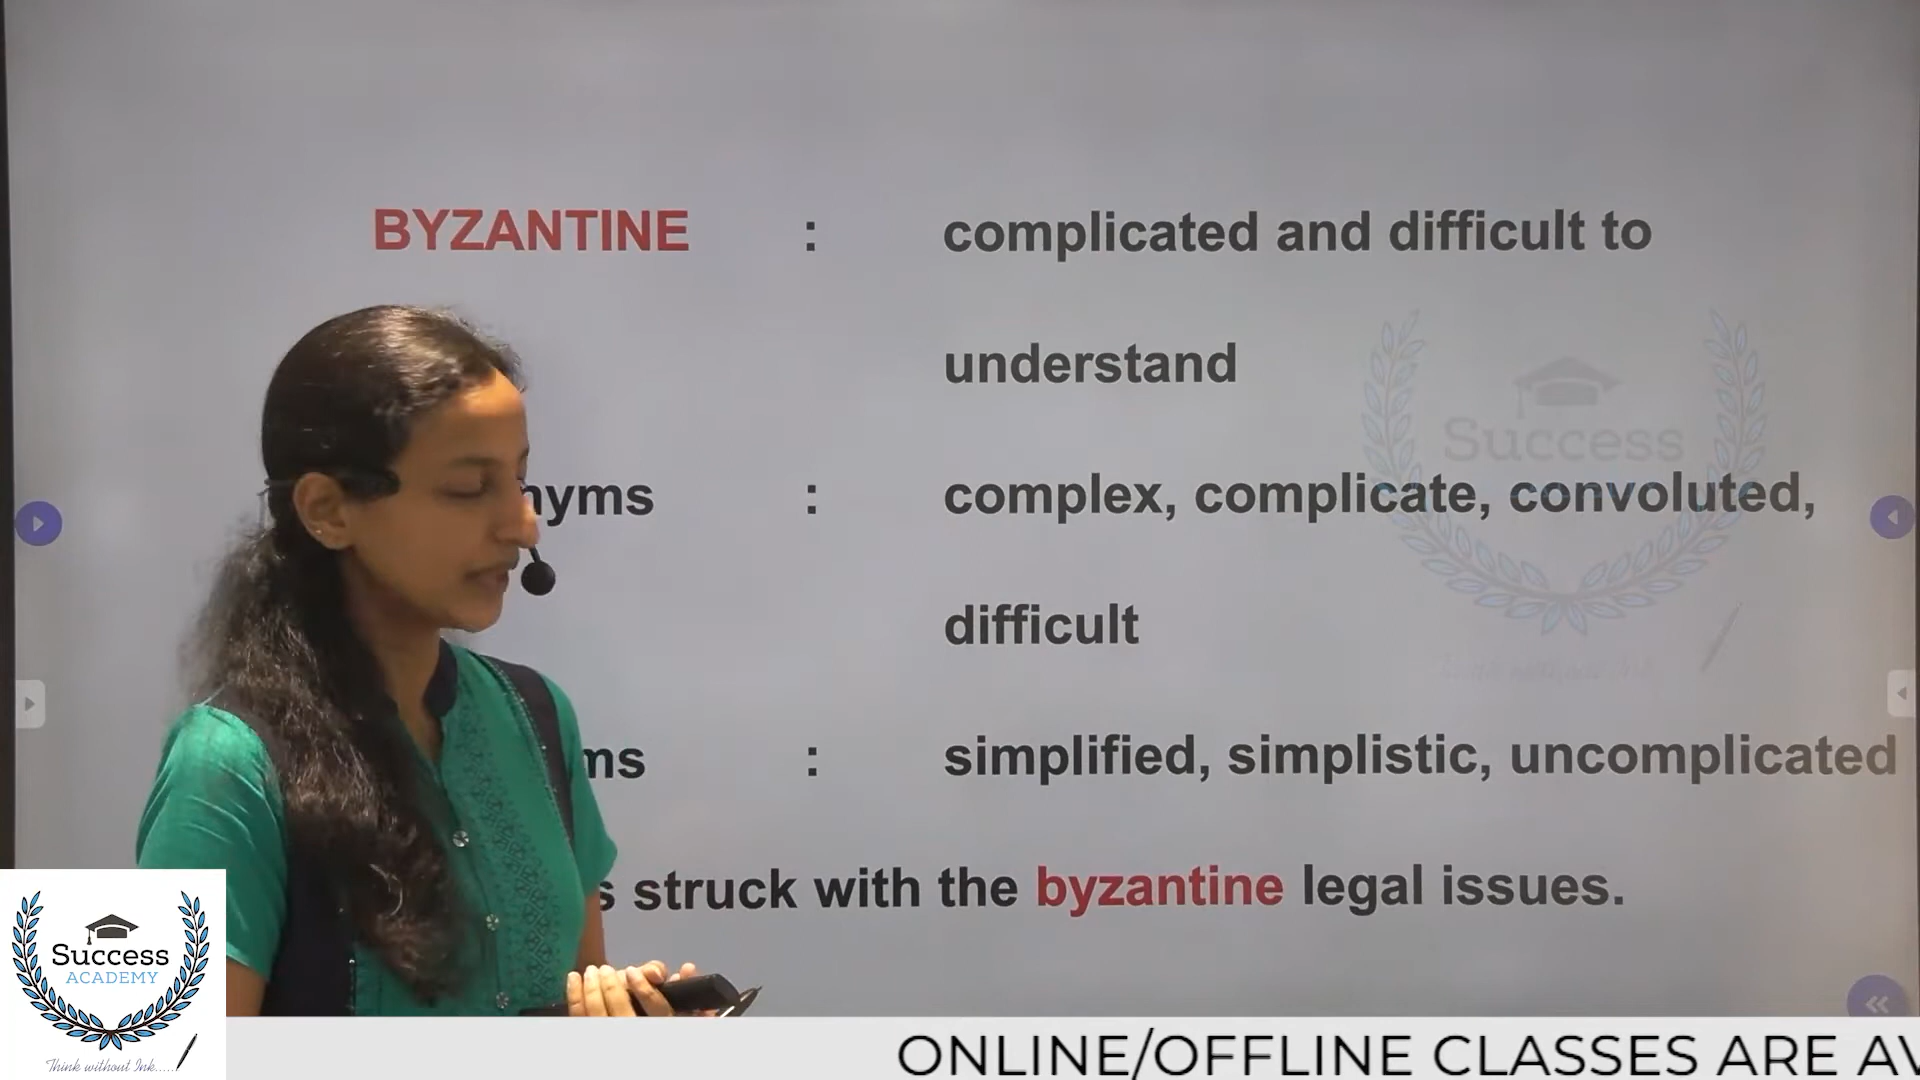 BYZANTINE : complicated and difficult to
understand
nyms : complex, complicate, convoluted,
difficult
ms : simplified, simplistic, uncomplicated
s struck with the byzantine legal issues.
Success
Success
ACADEMY
Think without Ink.....
ONLINE/OFFLINE CLASSES ARE AV